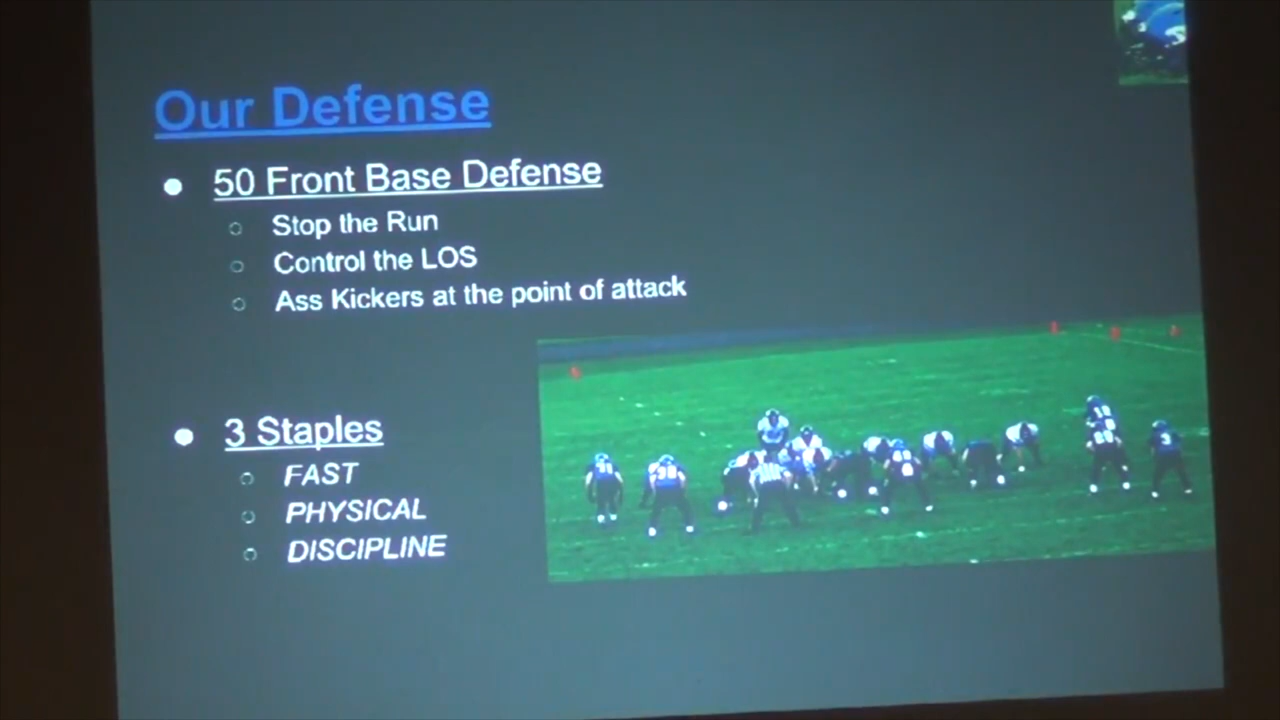 Our Defense
50 Front Base Defense
Stop the Run
Control the LOS
Ass Kickers at the point of attack
3 Staples
FAST
PHYSICAL
DISCIPLINE
3